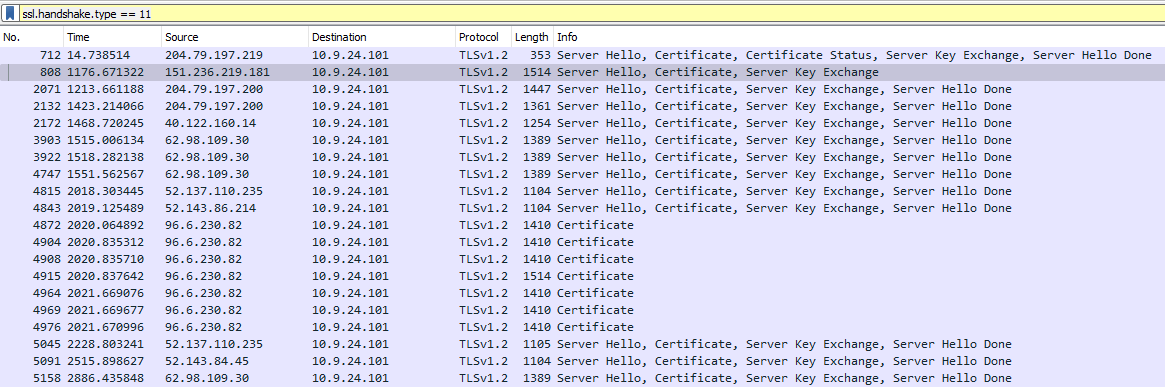 ssl.handshake.type == 11
No. Time Source Destination Protocol Length Info
712 14.738514 204.79.197.219 10.9.24.101 TLSv1.2 353 Server Hello, Certificate, Certificate Status, Server Key Exchange, Server Hello Done
808 1176.671322 151.236.219.181 10.9.24.101 TLSv1.2 1514 Server Hello, Certificate, Server Key Exchange
2071 1213.661188 204.79.197.200 10.9.24.101 TLSv1.2 1447 Server Hello, Certificate, Server Key Exchange, Server Hello Done
2132 1423.214066 204.79.197.200 10.9.24.101 TLSv1.2 1361 Server Hello, Certificate, Server Key Exchange, Server Hello Done
2172 1468.720245 40.122.160.14 10.9.24.101 TLSv1.2 1254 Server Hello, Certificate, Server Key Exchange, Server Hello Done
3903 1515.006134 62.98.109.30 10.9.24.101 TLSv1.2 1389 Server Hello, Certificate, Server Key Exchange, Server Hello Done
3922 1518.282138 62.98.109.30 10.9.24.101 TLSv1.2 1389 Server Hello, Certificate, Server Key Exchange, Server Hello Done
4747 1551.562567 62.98.109.30 10.9.24.101 TLSv1.2 1389 Server Hello, Certificate, Server Key Exchange, Server Hello Done
4815 2018.303445 52.137.110.235 10.9.24.101 TLSv1.2 1104 Server Hello, Certificate, Server Key Exchange, Server Hello Done
4843 2019.125489 52.143.86.214 10.9.24.101 TLSv1.2 1104 Server Hello, Certificate, Server Key Exchange, Server Hello Done
4872 2020.064892 96.6.230.82 10.9.24.101 TLSv1.2 1410 Certificate
4904 2020.835312 96.6.230.82 10.9.24.101 TLSv1.2 1410 Certificate
4908 2020.835710 96.6.230.82 10.9.24.101 TLSv1.2 1410 Certificate
4915 2020.837642 96.6.230.82 10.9.24.101 TLSv1.2 1514 Certificate
4964 2021.669076 96.6.230.82 10.9.24.101 TLSv1.2 1410 Certificate
4969 2021.669677 96.6.230.82 10.9.24.101 TLSv1.2 1410 Certificate
4976 2021.670996 96.6.230.82 10.9.24.101 TLSv1.2 1410 Certificate
5045 2228.803241 52.137.110.235 10.9.24.101 TLSv1.2 1105 Server Hello, Certificate, Server Key Exchange, Server Hello Done
5091 2515.898627 52.143.84.45 10.9.24.101 TLSv1.2 1104 Server Hello, Certificate, Server Key Exchange, Server Hello Done
5158 2886.435848 62.98.109.30 10.9.24.101 TLSv1.2 1389 Server Hello, Certificate, Server Key Exchange, Server Hello Done